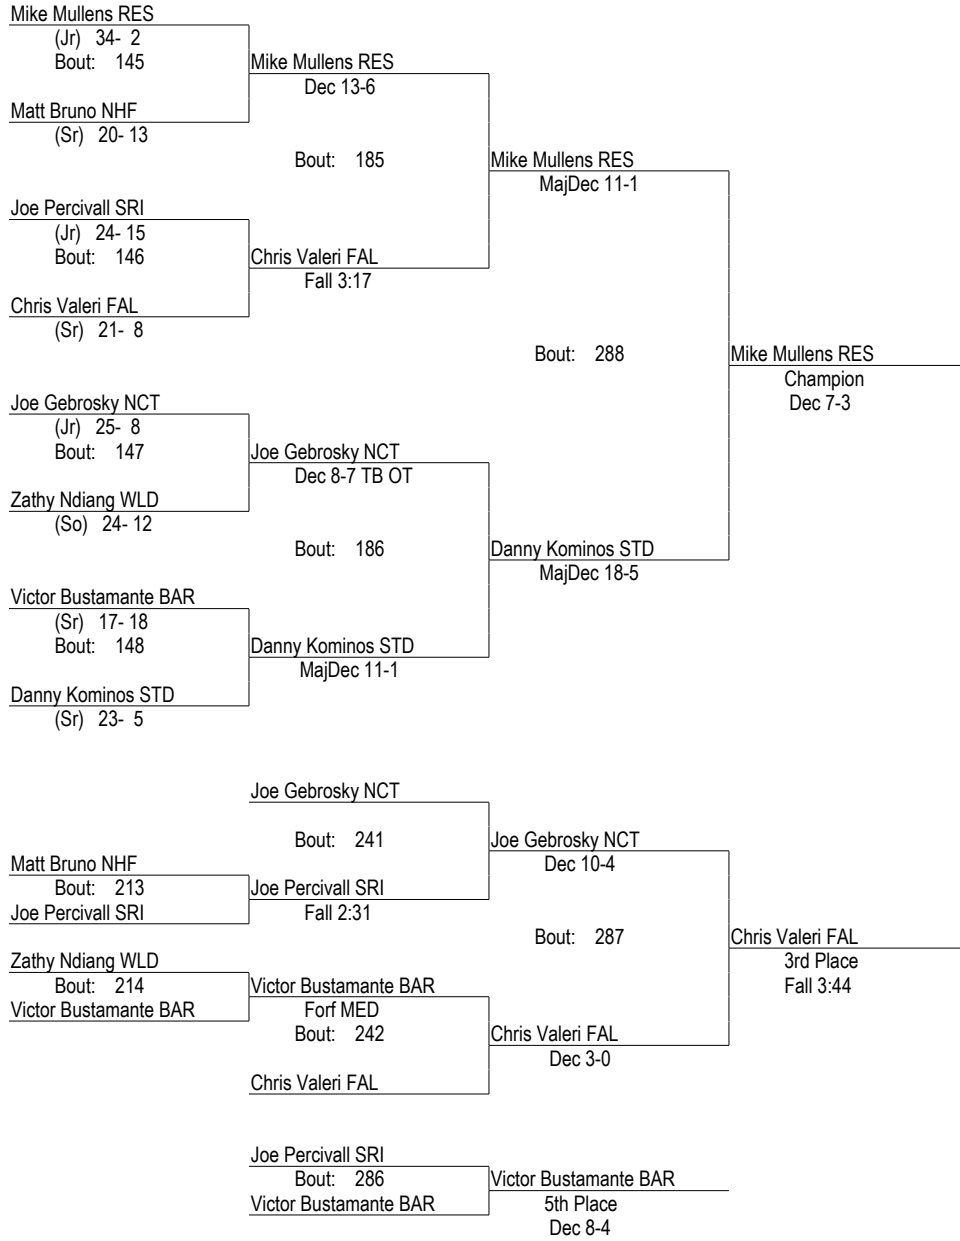 Mike Mullens RES
(Jr) 34- 2
Bout: 145
Mike Mullens RES
Dec 13-6
Matt Bruno NHF
(Sr) 20- 13
Bout: 185
Mike Mullens RES
MajDec 11-1
Joe Percivall SRI
(Jr) 24- 15
Bout: 146
Chris Valeri FAL
Fall 3:17
Chris Valeri FAL
(Sr) 21- 8
Bout: 288
Mike Mullens RES
Champion
Dec 7-3
Joe Gebrosky NCT
(Jr) 25- 8
Bout: 147
Joe Gebrosky NCT
Dec 8-7 TB OT
Zathy Ndiang WLD
(So) 24- 12
Bout: 186
Danny Kominos STD
MajDec 18-5
Victor Bustamante BAR
(Sr) 17- 18
Bout: 148
Danny Kominos STD
MajDec 11-1
Danny Kominos STD
(Sr) 23- 5
Joe Gebrosky NCT
Bout: 241
Joe Gebrosky NCT
Dec 10-4
Matt Bruno NHF
Bout: 213
Joe Percivall SRI
Joe Percivall SRI
Fall 2:31
Bout: 287
Chris Valeri FAL
3rd Place
Fall 3:44
Zathy Ndiang WLD
Bout: 214
Victor Bustamante BAR
Victor Bustamante BAR
Forf MED
Bout: 242
Chris Valeri FAL
Dec 3-0
Chris Valeri FAL
Joe Percivall SRI
Bout: 286
Victor Bustamante BAR
Victor Bustamante BAR
5th Place
Dec 8-4